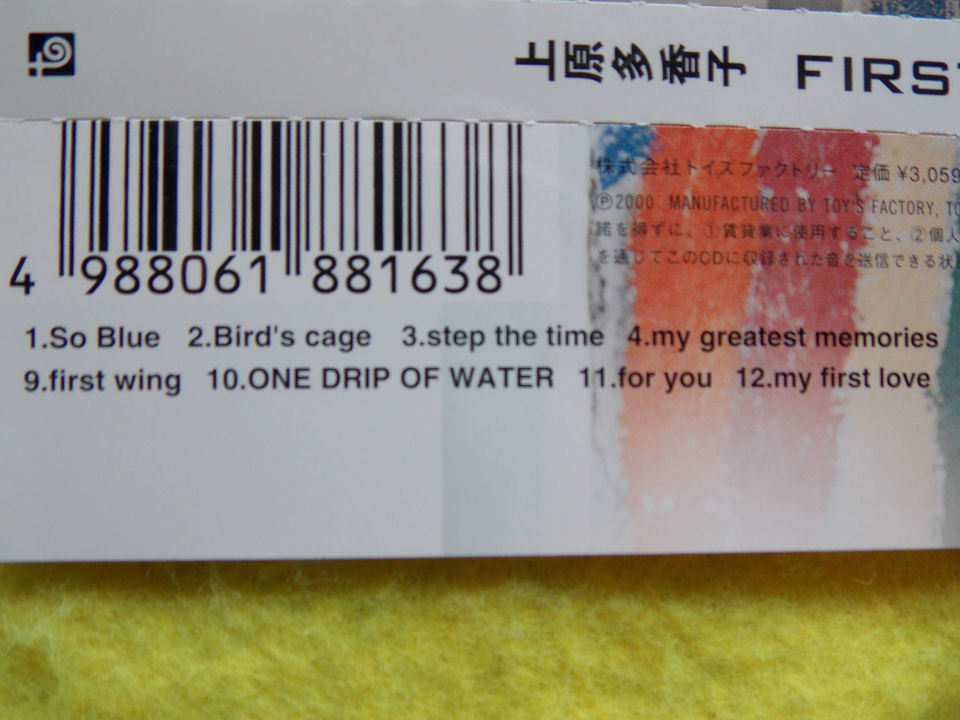 上原多香子 FIRST
株式会社トイズファクトリー 定価 ¥3,059
4 988061 881638
Ⓟ2000 MANUFACTURED BY TOY'S FACTORY, TO
諾を得ずに、①賃貸業に使用すること、②個人
を通じてこのCDに収録された音を送信できる状
1.So Blue 2.Bird's cage 3.step the time 4.my greatest memories
9.first wing 10.ONE DRIP OF WATER 11.for you 12.my first love